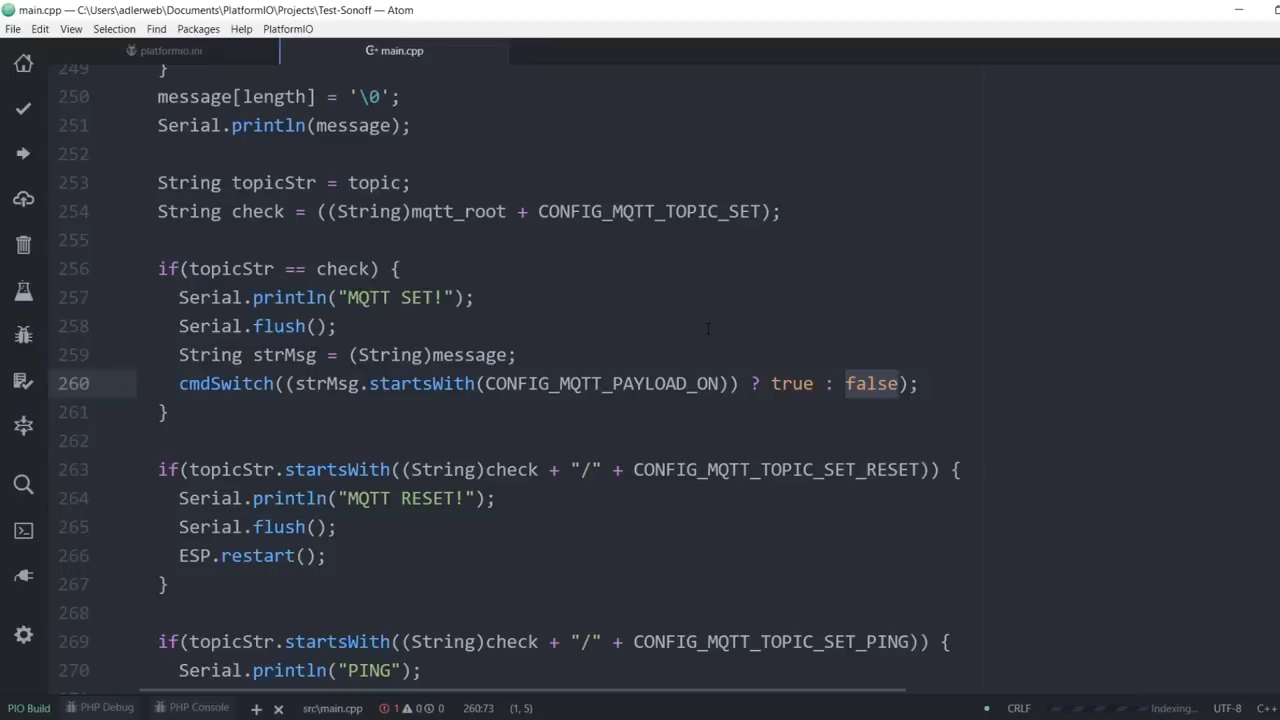 main.cpp — C:\Users\adlerweb\Documents\PlatformIO\Projects\Test-Sonoff — Atom
File Edit View Selection Find Packages Help PlatformIO
platformio.ini main.cpp
249 }
250 message[length] = '\0';
251 Serial.println(message);
252
253 String topicStr = topic;
254 String check = ((String)mqtt_root + CONFIG_MQTT_TOPIC_SET);
255
256 if(topicStr == check) {
257 Serial.println("MQTT SET!");
258 Serial.flush();
259 String strMsg = (String)message;
260 cmdSwitch((strMsg.startsWith(CONFIG_MQTT_PAYLOAD_ON)) ? true : false);
261 }
262
263 if(topicStr.startsWith((String)check + "/" + CONFIG_MQTT_TOPIC_SET_RESET)) {
264 Serial.println("MQTT RESET!");
265 Serial.flush();
266 ESP.restart();
267 }
268
269 if(topicStr.startsWith((String)check + "/" + CONFIG_MQTT_TOPIC_SET_PING)) {
270 Serial.println("PING");
PIO Build PHP Debug PHP Console + × src\main.cpp 1 0 0 260:73 (1, 5) CRLF Indexing... UTF-8 C++